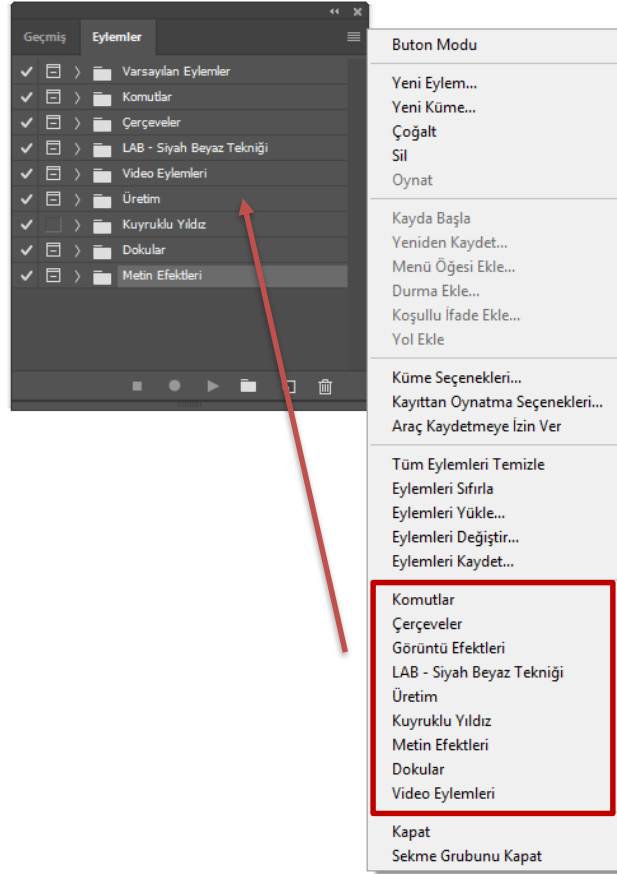 Geçmiş Eylemler
Varsayılan Eylemler
Komutlar
Çerçeveler
LAB - Siyah Beyaz Tekniği
Video Eylemleri
Üretim
Kuyruklu Yıldız
Dokular
Metin Efektleri
Buton Modu
Yeni Eylem...
Yeni Küme...
Çoğalt
Sil
Oynat
Kayda Başla
Yeniden Kaydet...
Menü Öğesi Ekle...
Durma Ekle...
Koşullu İfade Ekle...
Yol Ekle
Küme Seçenekleri...
Kayıttan Oynatma Seçenekleri...
Araç Kaydetmeye İzin Ver
Tüm Eylemleri Temizle
Eylemleri Sıfırla
Eylemleri Yükle...
Eylemleri Değiştir...
Eylemleri Kaydet...
Komutlar
Çerçeveler
Görüntü Efektleri
LAB - Siyah Beyaz Tekniği
Üretim
Kuyruklu Yıldız
Metin Efektleri
Dokular
Video Eylemleri
Kapat
Sekme Grubunu Kapat